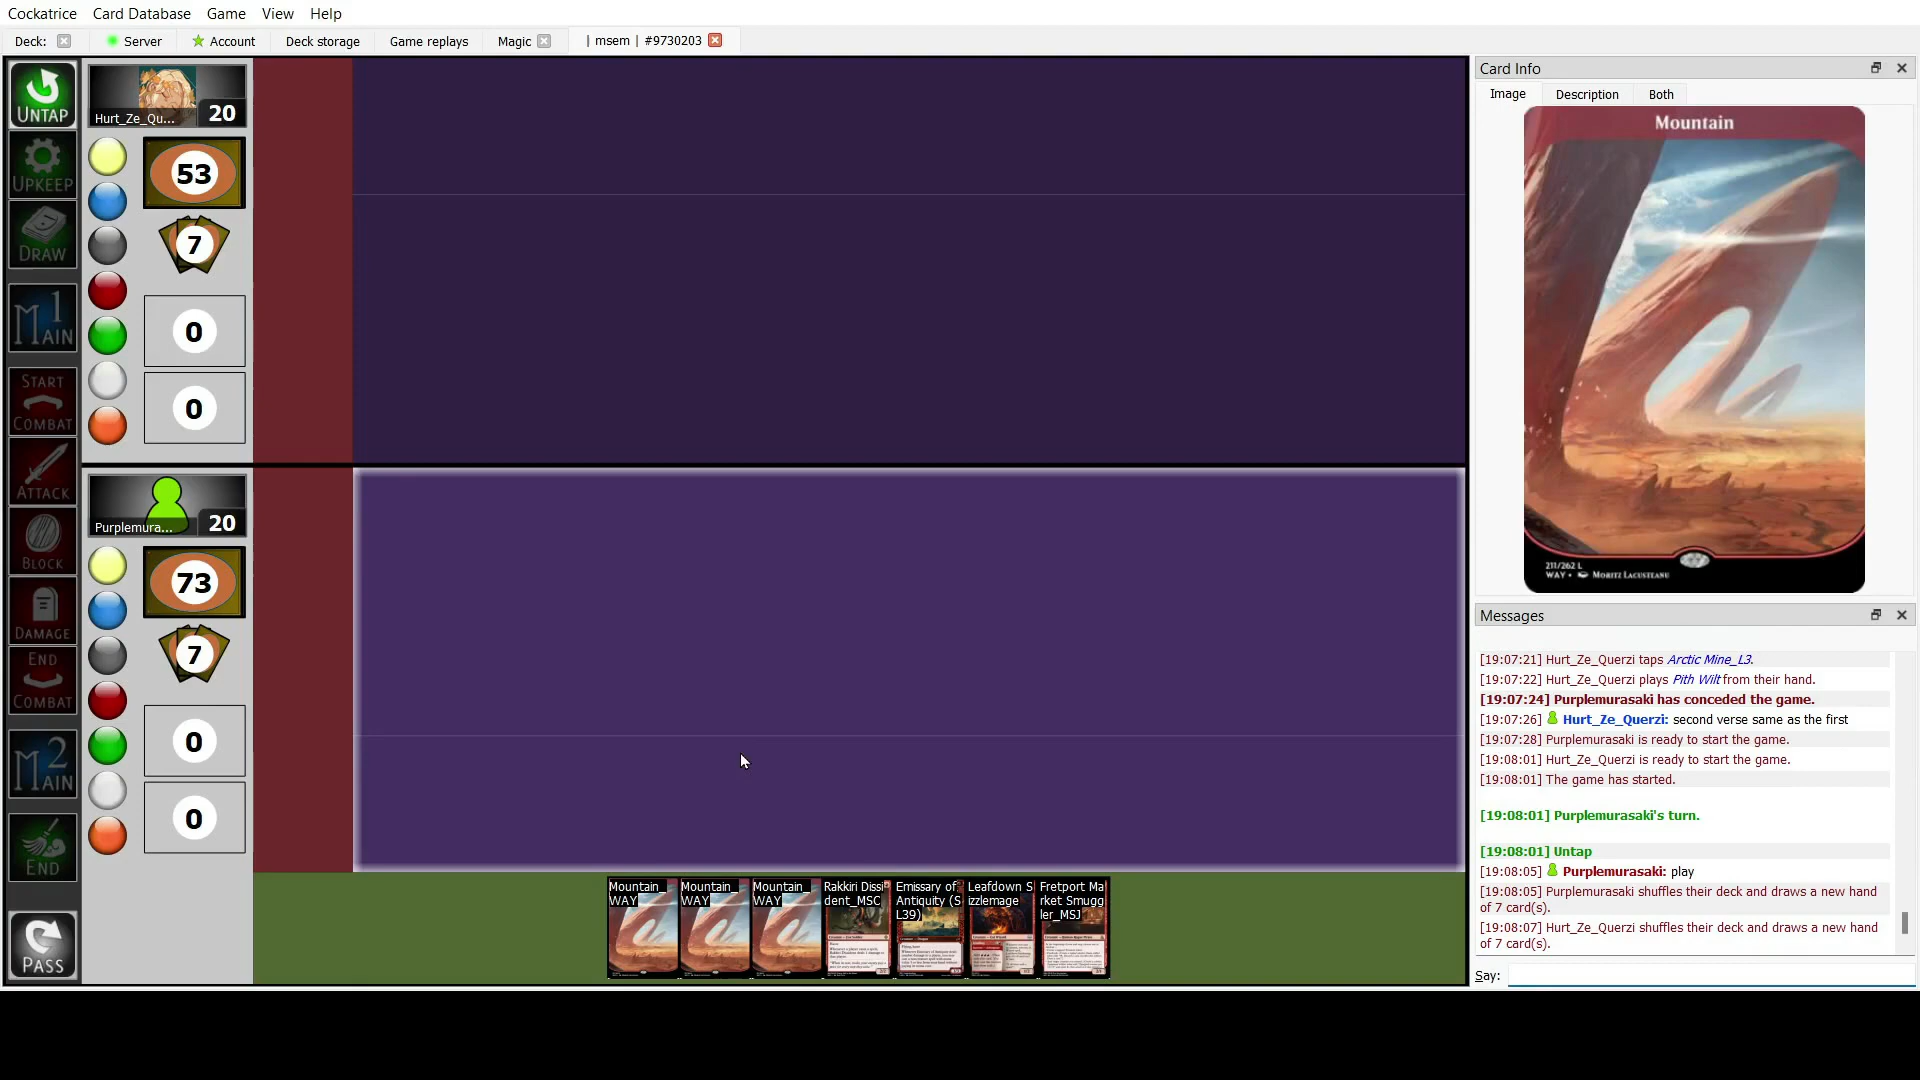 Cockatrice Card Database Game View Help
Deck: Server Account Deck storage Game replays Magic | msem | #9730203
UNTAP
UPKEEP
DRAW
1 MAIN
START COMBAT
ATTACK
BLOCK
DAMAGE
END COMBAT
2 MAIN
END
PASS
Hurt_Ze_Qu... 20
53
7
0
0
Purplemura... 20
73
7
0
0
Mountain_
WAY
Mountain_
WAY
Mountain_
WAY
Rakkiri Dissi
dent_MSC
Emissary of
Antiquity (S
L39)
Leafdown S
izzlemage
Fretport Ma
rket Smugg
ler_MSJ
Card Info
Image Description Both
Mountain
211/262 L
WAY • Moritz Lacusteanu
Messages
[19:07:21] Hurt_Ze_Querzi taps Arctic Mine_L3.
[19:07:22] Hurt_Ze_Querzi plays Pith Wilt from their hand.
[19:07:24] Purplemurasaki has conceded the game.
[19:07:26] Hurt_Ze_Querzi: second verse same as the first
[19:07:28] Purplemurasaki is ready to start the game.
[19:08:01] Hurt_Ze_Querzi is ready to start the game.
[19:08:01] The game has started.
[19:08:01] Purplemurasaki's turn.
[19:08:01] Untap
[19:08:05] Purplemurasaki: play
[19:08:05] Purplemurasaki shuffles their deck and draws a new hand
of 7 card(s).
[19:08:07] Hurt_Ze_Querzi shuffles their deck and draws a new hand
of 7 card(s).
Say: